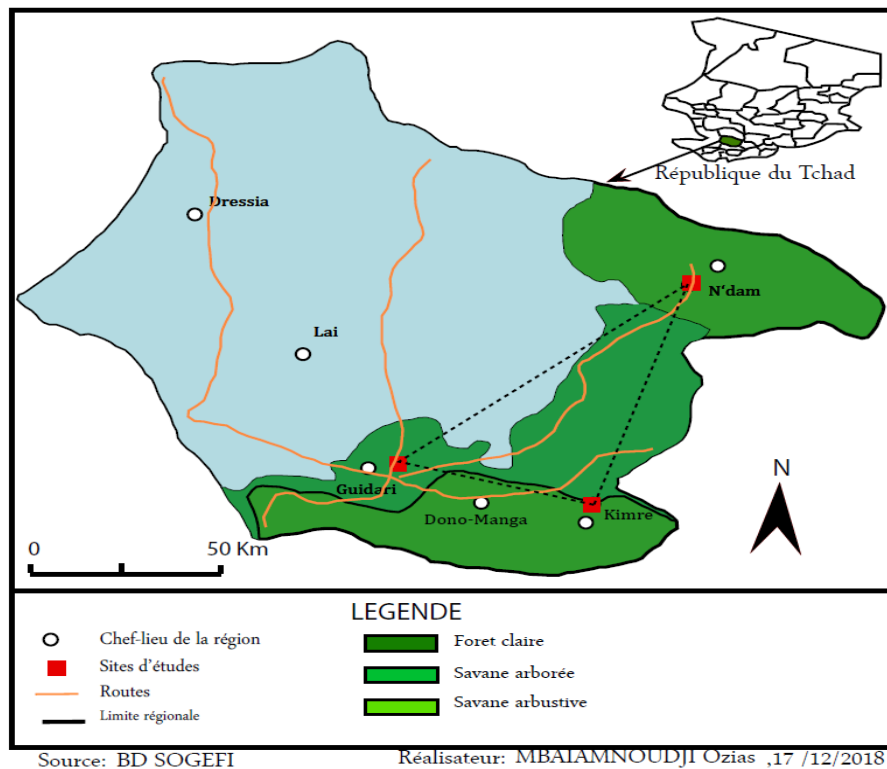 République du Tchad
Dressia
N'dam
Lai
Guidari
Dono-Manga
Kimre
N
0 50 Km
LEGENDE
Chef-lieu de la région
Sites d'études
Routes
Limite régionale
Foret claire
Savane arborée
Savane arbustive
Source: BD SOGEFI Réalisateur: MBAIAMNOUDJI Ozias ,17 /12/2018